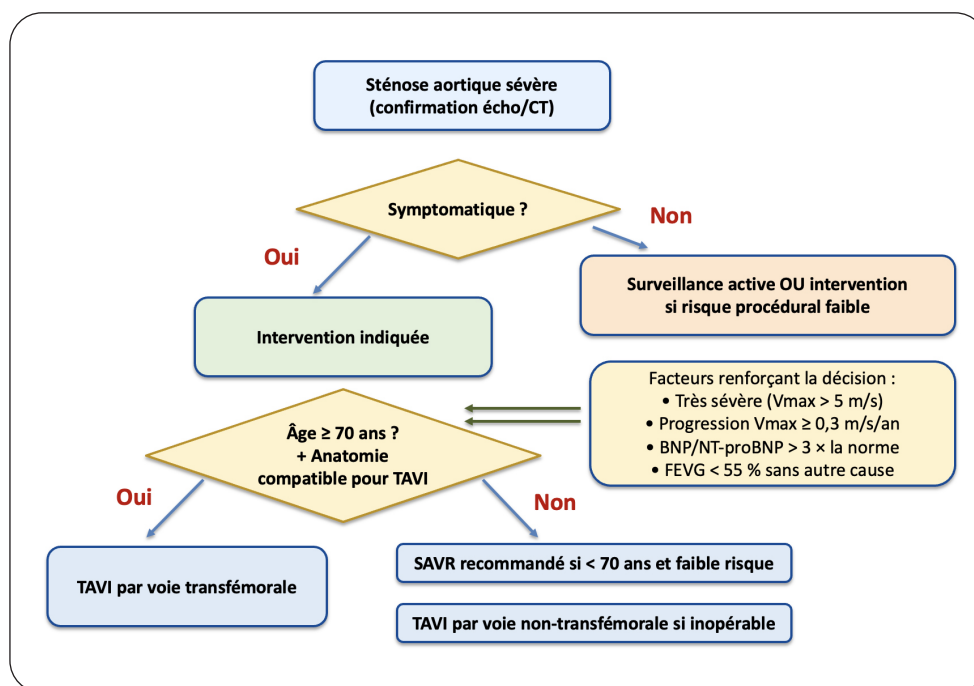 Sténose aortique sévère
(confirmation écho/CT)
Symptomatique ?
Oui
Non
Intervention indiquée
Surveillance active OU intervention
si risque procédural faible
Facteurs renforçant la décision :
• Très sévère (Vmax > 5 m/s)
• Progression Vmax ≥ 0,3 m/s/an
• BNP/NT-proBNP > 3 × la norme
• FEVG < 55 % sans autre cause
Âge ≥ 70 ans ?
+ Anatomie
compatible pour TAVI
Oui
Non
TAVI par voie transfémorale
SAVR recommandé si < 70 ans et faible risque
TAVI par voie non-transfémorale si inopérable